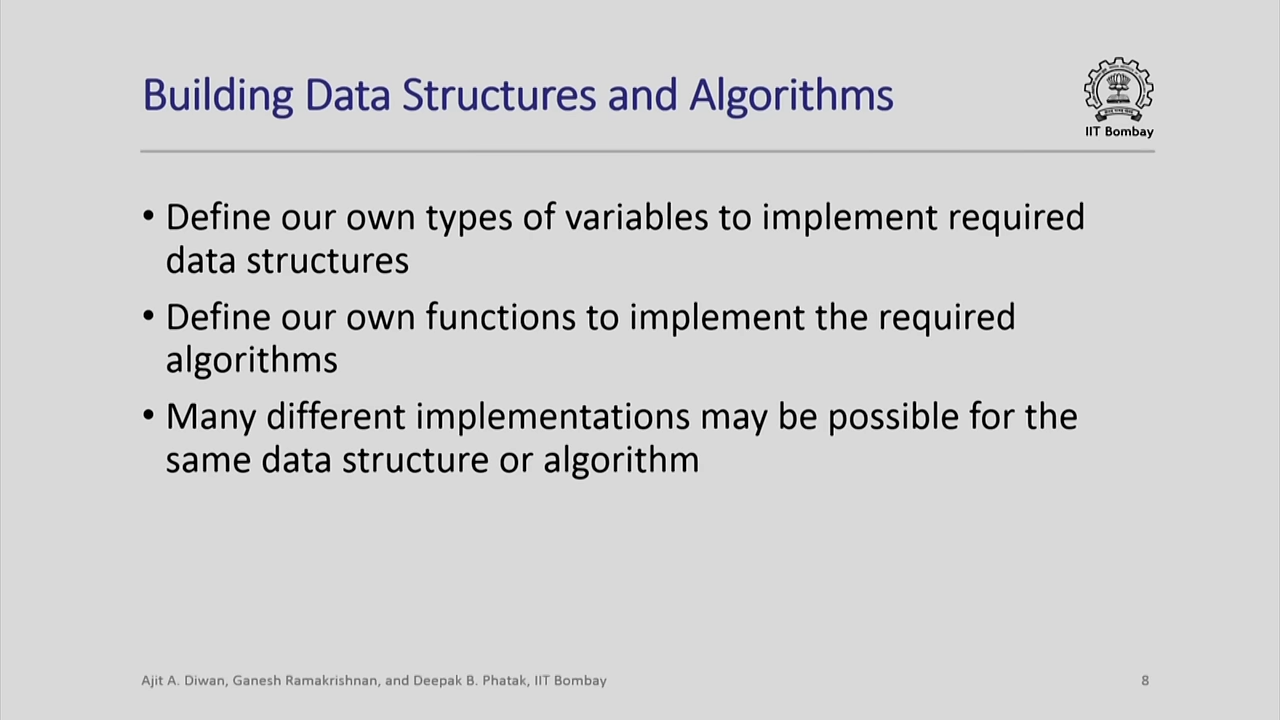 Building Data Structures and Algorithms
IIT Bombay
• Define our own types of variables to implement required
data structures
• Define our own functions to implement the required
algorithms
• Many different implementations may be possible for the
same data structure or algorithm
Ajit A. Diwan, Ganesh Ramakrishnan, and Deepak B. Phatak, IIT Bombay
8